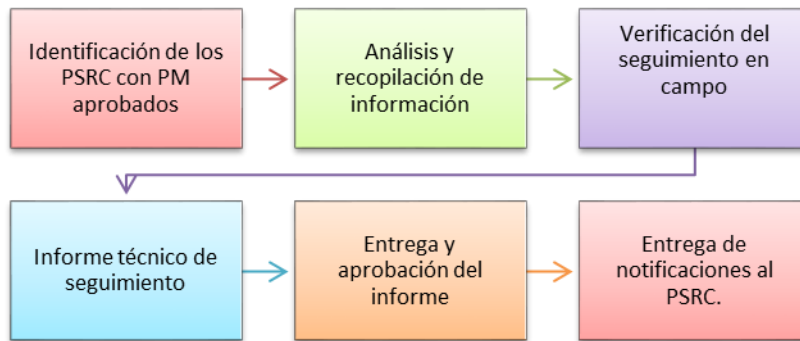 Identificación de los
PSRC con PM
aprobados
Análisis y
recopilación de
información
Verificación del
seguimiento en
campo
Informe técnico de
seguimiento
Entrega y
aprobación del
informe
Entrega de
notificaciones al
PSRC.